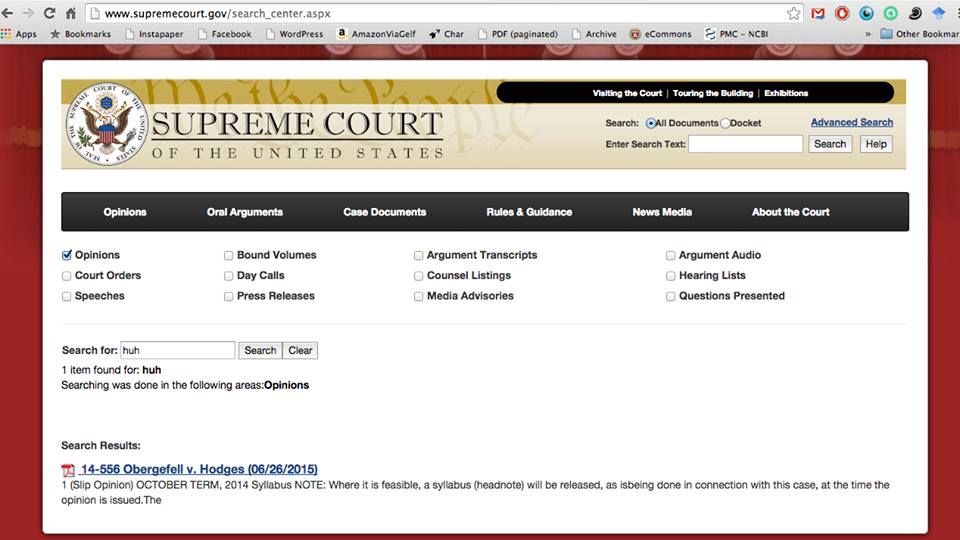 www.supremecourt.gov/search_center.aspx
Apps Bookmarks Instapaper Facebook WordPress AmazonViaGelf Char PDF (paginated) Archive eCommons PMC - NCBI » Other Bookmar
We the People
Visiting the Court | Touring the Building | Exhibitions
SEAL OF THE SUPREME COURT OF THE UNITED STATES
SUPREME COURT
OF THE UNITED STATES
Search: All Documents Docket Advanced Search
Enter Search Text: Search Help
Opinions Oral Arguments Case Documents Rules & Guidance News Media About the Court
Opinions Bound Volumes Argument Transcripts Argument Audio
Court Orders Day Calls Counsel Listings Hearing Lists
Speeches Press Releases Media Advisories Questions Presented
Search for: huh Search Clear
1 item found for: huh
Searching was done in the following areas:Opinions
Search Results:
14-556 Obergefell v. Hodges (06/26/2015)
1 (Slip Opinion) OCTOBER TERM, 2014 Syllabus NOTE: Where it is feasible, a syllabus (headnote) will be released, as isbeing done in connection with this case, at the time the
opinion is issued.The